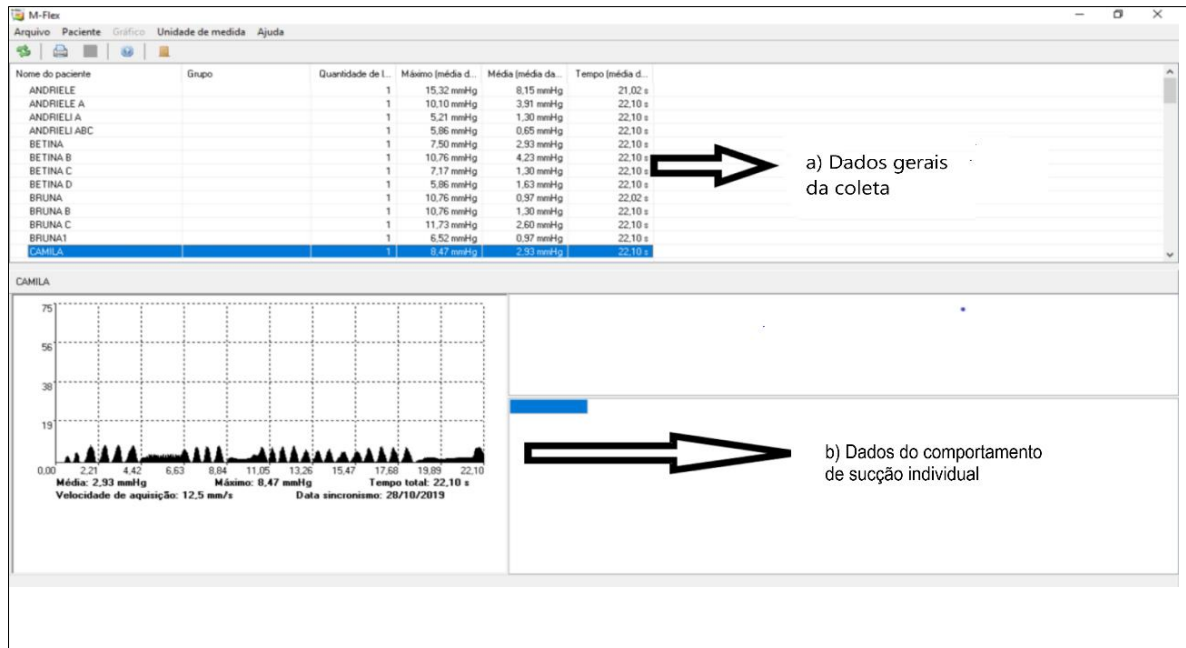 M-Flex
Arquivo Paciente Gráfico Unidade de medida Ajuda
Nome do paciente Grupo Quantidade de l... Máximo (média d... Média (média da... Tempo (média d...
ANDRIELE 1 15,32 mmHg 8,15 mmHg 21,02 s
ANDRIELE A 1 10,10 mmHg 3,91 mmHg 22,10 s
ANDRIELI A 1 5,21 mmHg 1,30 mmHg 22,10 s
ANDRIELI ABC 1 5,86 mmHg 0,65 mmHg 22,10 s
BETINA 1 7,50 mmHg 2,93 mmHg 22,10 s
BETINA B 1 10,76 mmHg 4,23 mmHg 22,10 s
BETINA C 1 7,17 mmHg 1,30 mmHg 22,10 s
BETINA D 1 5,86 mmHg 1,63 mmHg 22,10 s
BRUNA 1 10,76 mmHg 0,97 mmHg 22,02 s
BRUNA B 1 10,76 mmHg 1,30 mmHg 22,10 s
BRUNA C 1 11,73 mmHg 2,60 mmHg 22,10 s
BRUNA1 1 6,52 mmHg 0,97 mmHg 22,10 s
CAMILA 1 8,47 mmHg 2,93 mmHg 22,10 s
a) Dados gerais
da coleta
CAMILA
75
56
38
19
0,00 2,21 4,42 6,63 8,84 11,05 13,26 15,47 17,68 19,89 22,10
Média: 2,93 mmHg Máximo: 8,47 mmHg Tempo total: 22,10 s
Velocidade de aquisição: 12,5 mm/s Data sincronismo: 28/10/2019
b) Dados do comportamento
de sucção individual